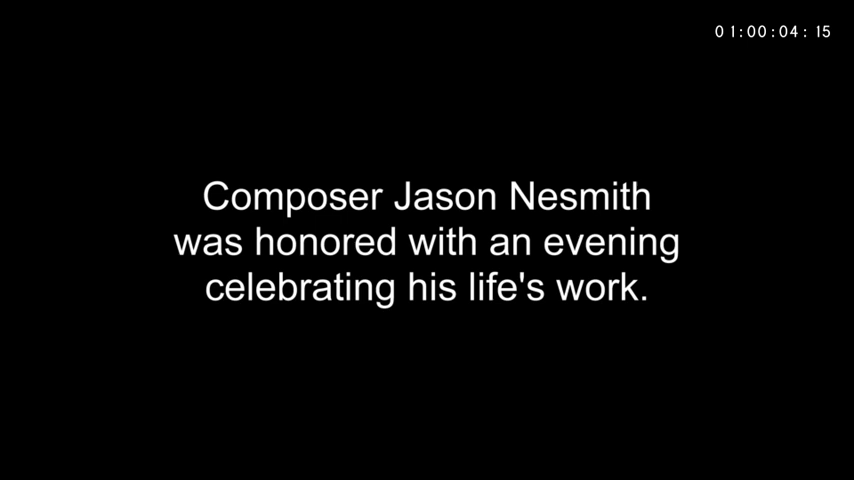 01:00:04:15
Composer Jason Nesmith
was honored with an evening
celebrating his life's work.